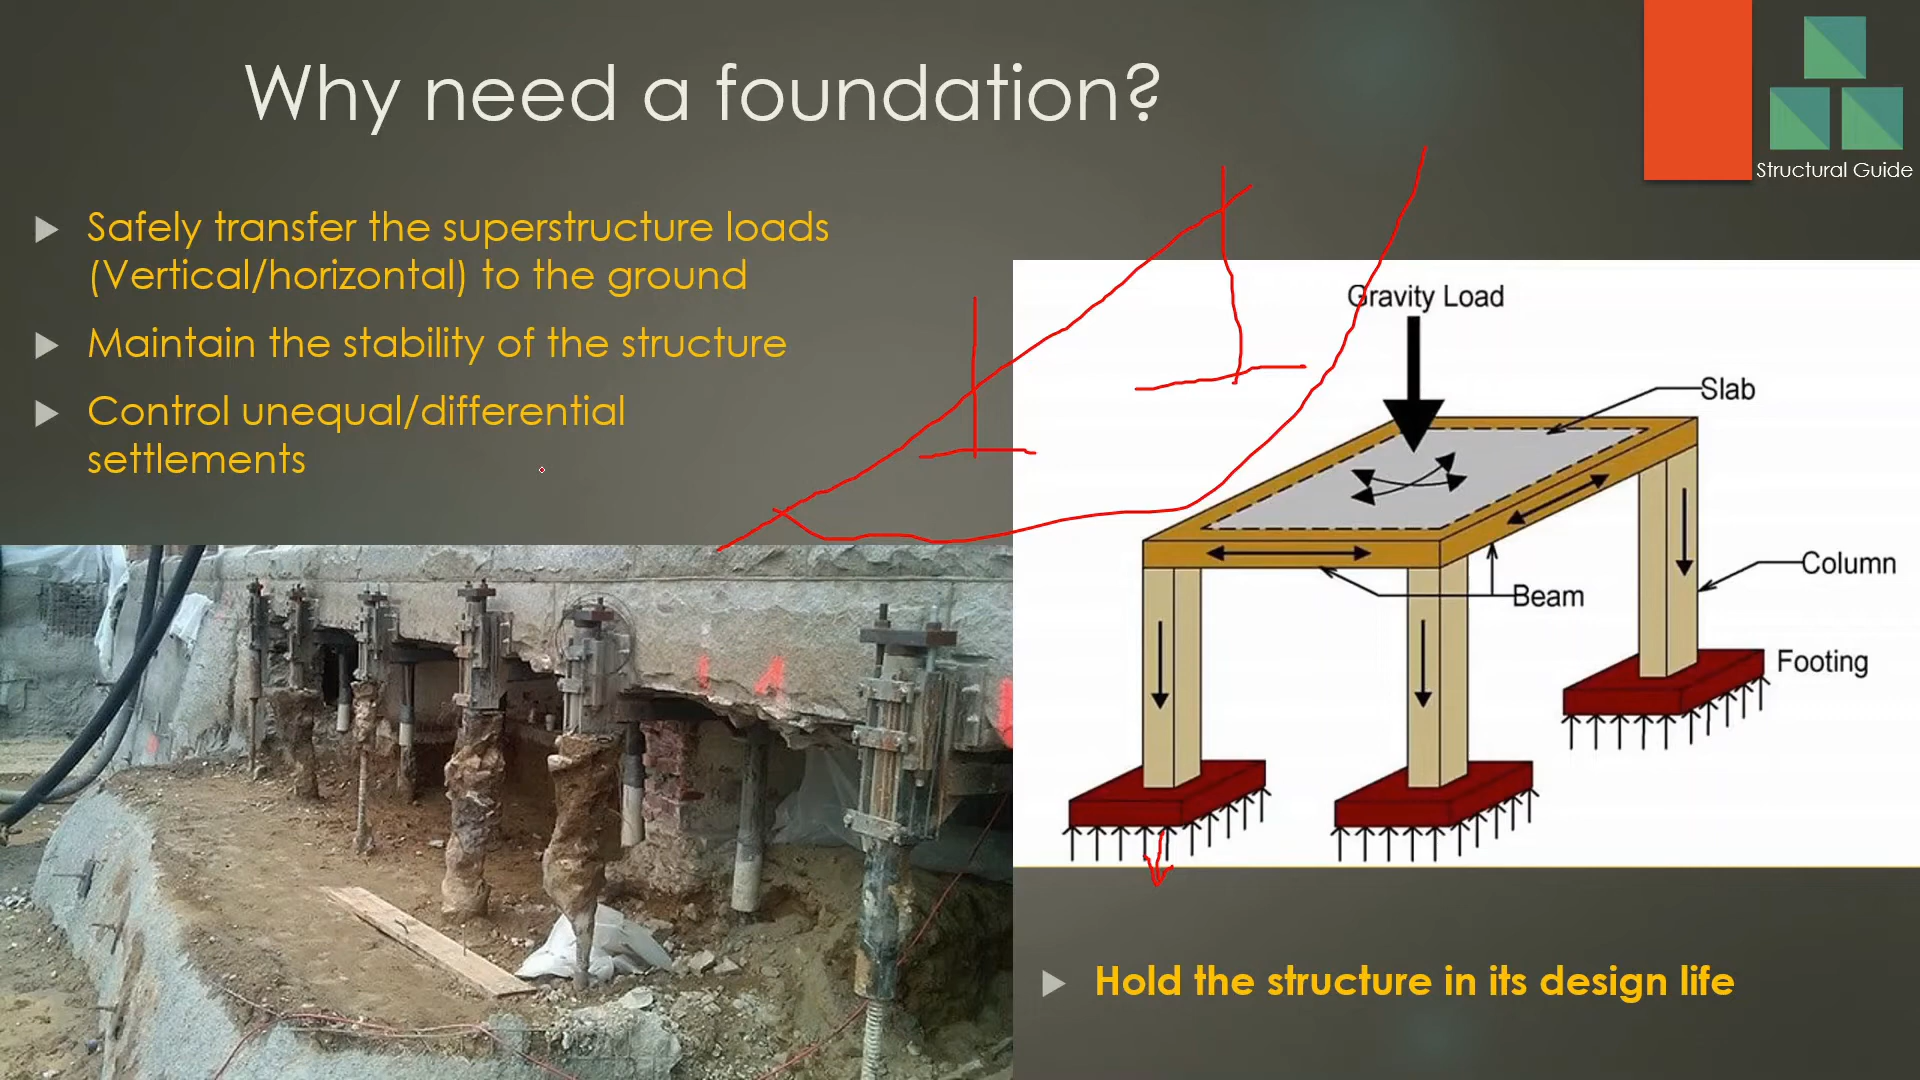 Why need a foundation?
Structural Guide
Safely transfer the superstructure loads
(Vertical/horizontal) to the ground
Maintain the stability of the structure
Control unequal/differential
settlements
Gravity Load
Slab
Column
Beam
Footing
Hold the structure in its design life